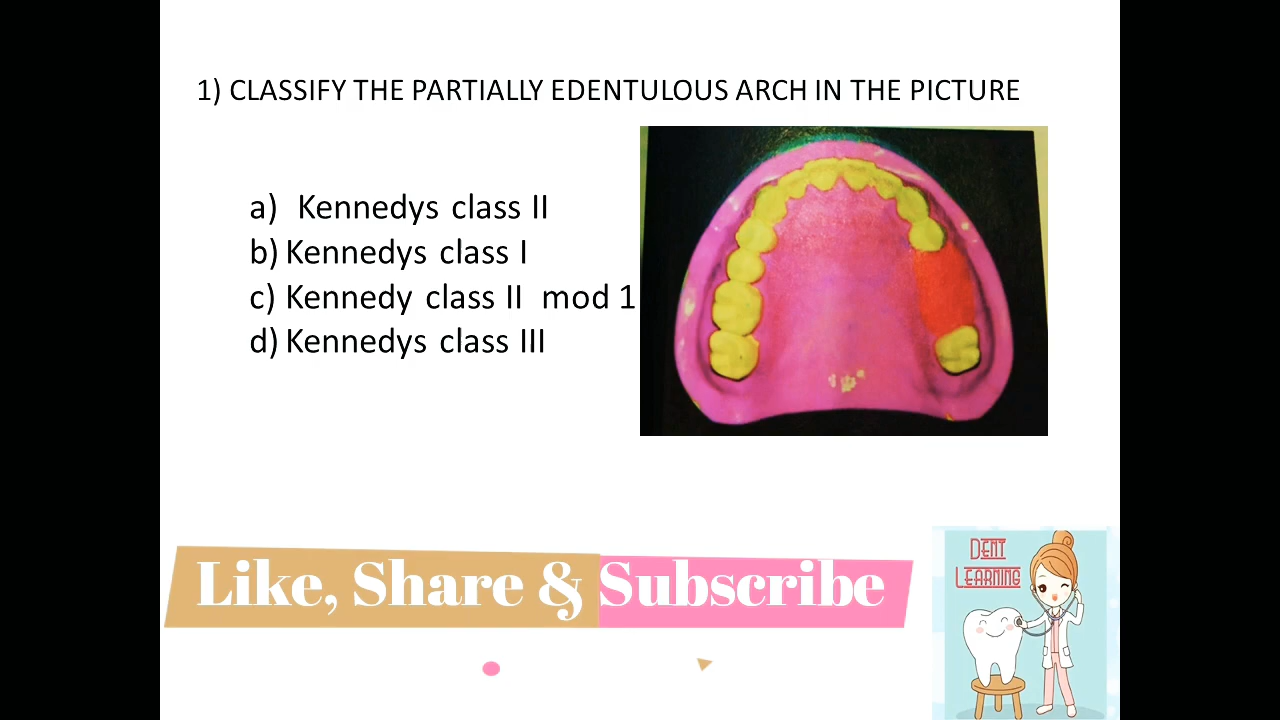 1) CLASSIFY THE PARTIALLY EDENTULOUS ARCH IN THE PICTURE
a) Kennedys class II
b) Kennedys class I
c) Kennedy class II mod 1
d) Kennedys class III
Like, Share & Subscribe
DENT
LEARNING